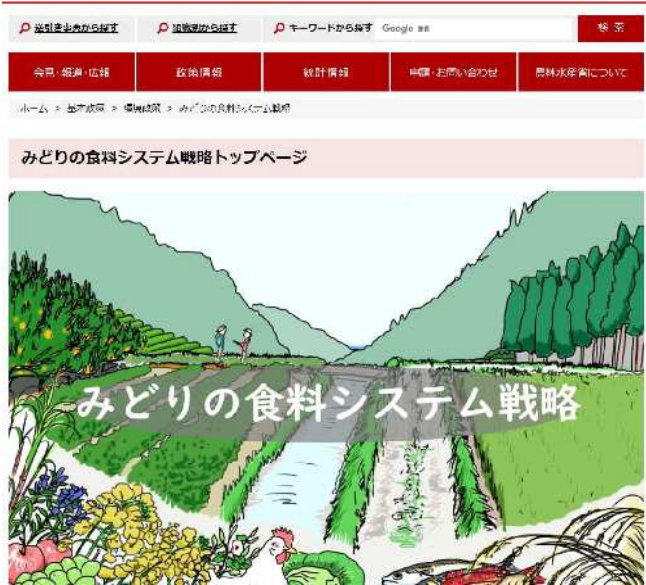 逆引き事典から探す 組織別から探す キーワードから探す Google 検索
会見・報道・広報 政策情報 統計情報 申請・お問い合わせ 農林水産省について
ホーム > 基本政策 > 環境政策 > みどりの食料システム戦略
みどりの食料システム戦略トップページ
みどりの食料システム戦略